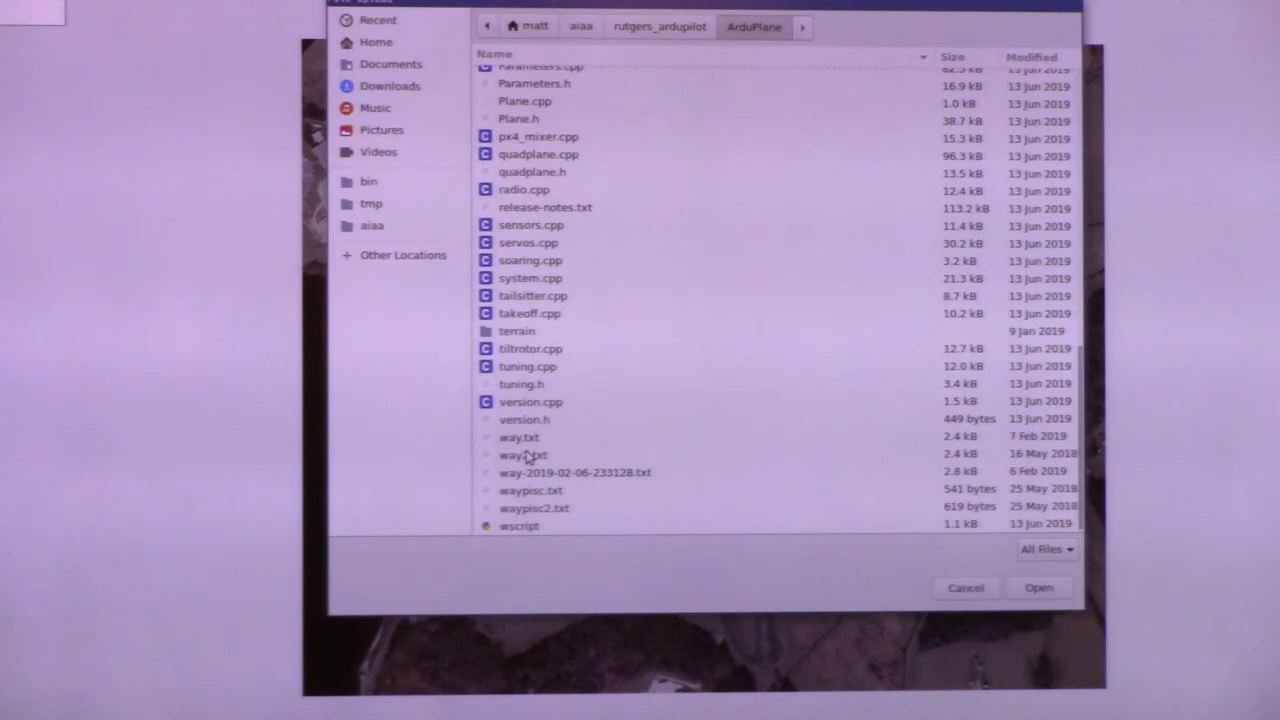 Recent
Home
Documents
Downloads
Music
Pictures
Videos
bin
tmp
aiaa
+ Other Locations
matt aiaa rutgers_ardupilot ArduPlane
Name Size Modified
Parameters.cpp 13 Jun 2019
Parameters.h 16.9 kB 13 Jun 2019
Plane.cpp 1.0 kB 13 Jun 2019
Plane.h 38.7 kB 13 Jun 2019
px4_mixer.cpp 15.3 kB 13 Jun 2019
quadplane.cpp 96.3 kB 13 Jun 2019
quadplane.h 13.5 kB 13 Jun 2019
radio.cpp 12.4 kB 13 Jun 2019
release-notes.txt 113.2 kB 13 Jun 2019
sensors.cpp 11.4 kB 13 Jun 2019
servos.cpp 30.2 kB 13 Jun 2019
soaring.cpp 3.2 kB 13 Jun 2019
system.cpp 21.3 kB 13 Jun 2019
tailsitter.cpp 8.7 kB 13 Jun 2019
takeoff.cpp 10.2 kB 13 Jun 2019
terrain 9 Jan 2019
tiltrotor.cpp 12.7 kB 13 Jun 2019
tuning.cpp 12.0 kB 13 Jun 2019
tuning.h 3.4 kB 13 Jun 2019
version.cpp 1.5 kB 13 Jun 2019
version.h 449 bytes 13 Jun 2019
way.txt 2.4 kB 7 Feb 2019
2.4 kB 16 May 2018
way-2019-02-06-233128.txt 2.8 kB 6 Feb 2019
waypisc.txt 541 bytes 25 May 2018
waypisc2.txt 619 bytes 25 May 2018
wscript 1.1 kB 13 Jun 2019
All Files
Cancel Open